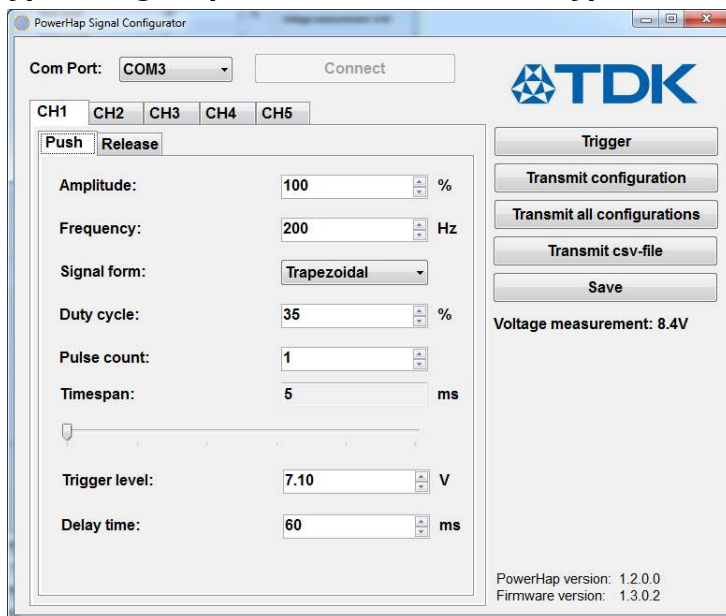 PowerHap Signal Configurator
Com Port: COM3 Connect
TDK
CH1 CH2 CH3 CH4 CH5
Push Release
Amplitude: 100 %
Frequency: 200 Hz
Signal form: Trapezoidal
Duty cycle: 35 %
Pulse count: 1
Timespan: 5 ms
Trigger level: 7.10 V
Delay time: 60 ms
Trigger
Transmit configuration
Transmit all configurations
Transmit csv-file
Save
Voltage measurement: 8.4V
PowerHap version: 1.2.0.0
Firmware version: 1.3.0.2